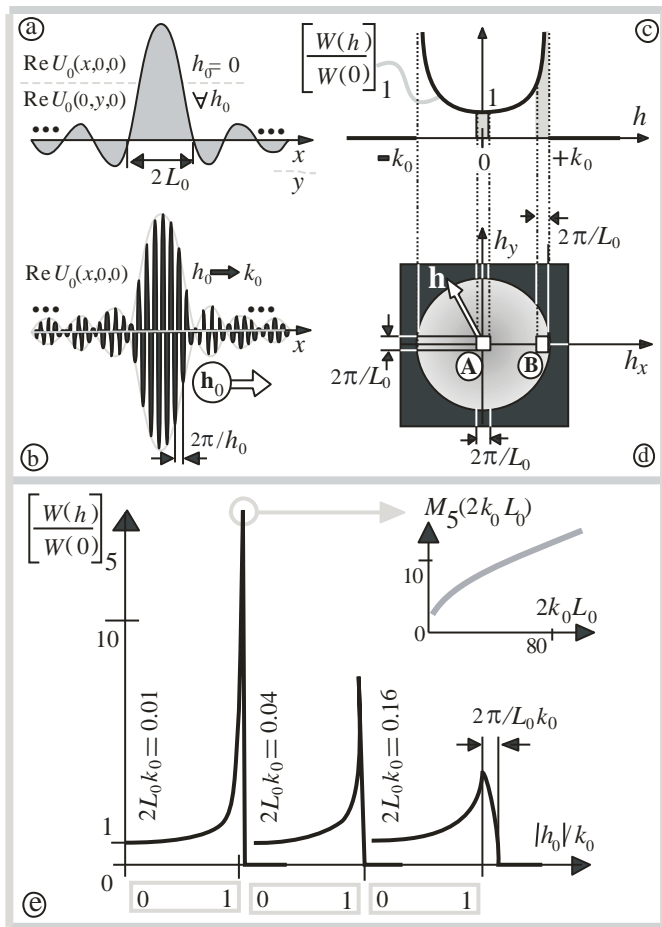 a
Re U₀(x,0,0) h₀= 0
Re U₀(0,y,0) ∀h₀
••• •••
x
2L₀ y
Re U₀(x,0,0) h₀ → k₀
••• •••
x
h₀
2π/h₀
b
[W(h)/W(0)]₁
c
1
h
-k₀ 0 +k₀
2π/L₀
h_y
h
A B
h_x
2π/L₀
2π/L₀
d
[W(h)/W(0)]₅
M₅(2k₀L₀)
10
2k₀L₀
0 80
10
2L₀k₀= 0.01
2L₀k₀= 0.04
2L₀k₀= 0.16
2π/L₀k₀
1
|h₀|/k₀
0
0 1 0 1 0 1
e